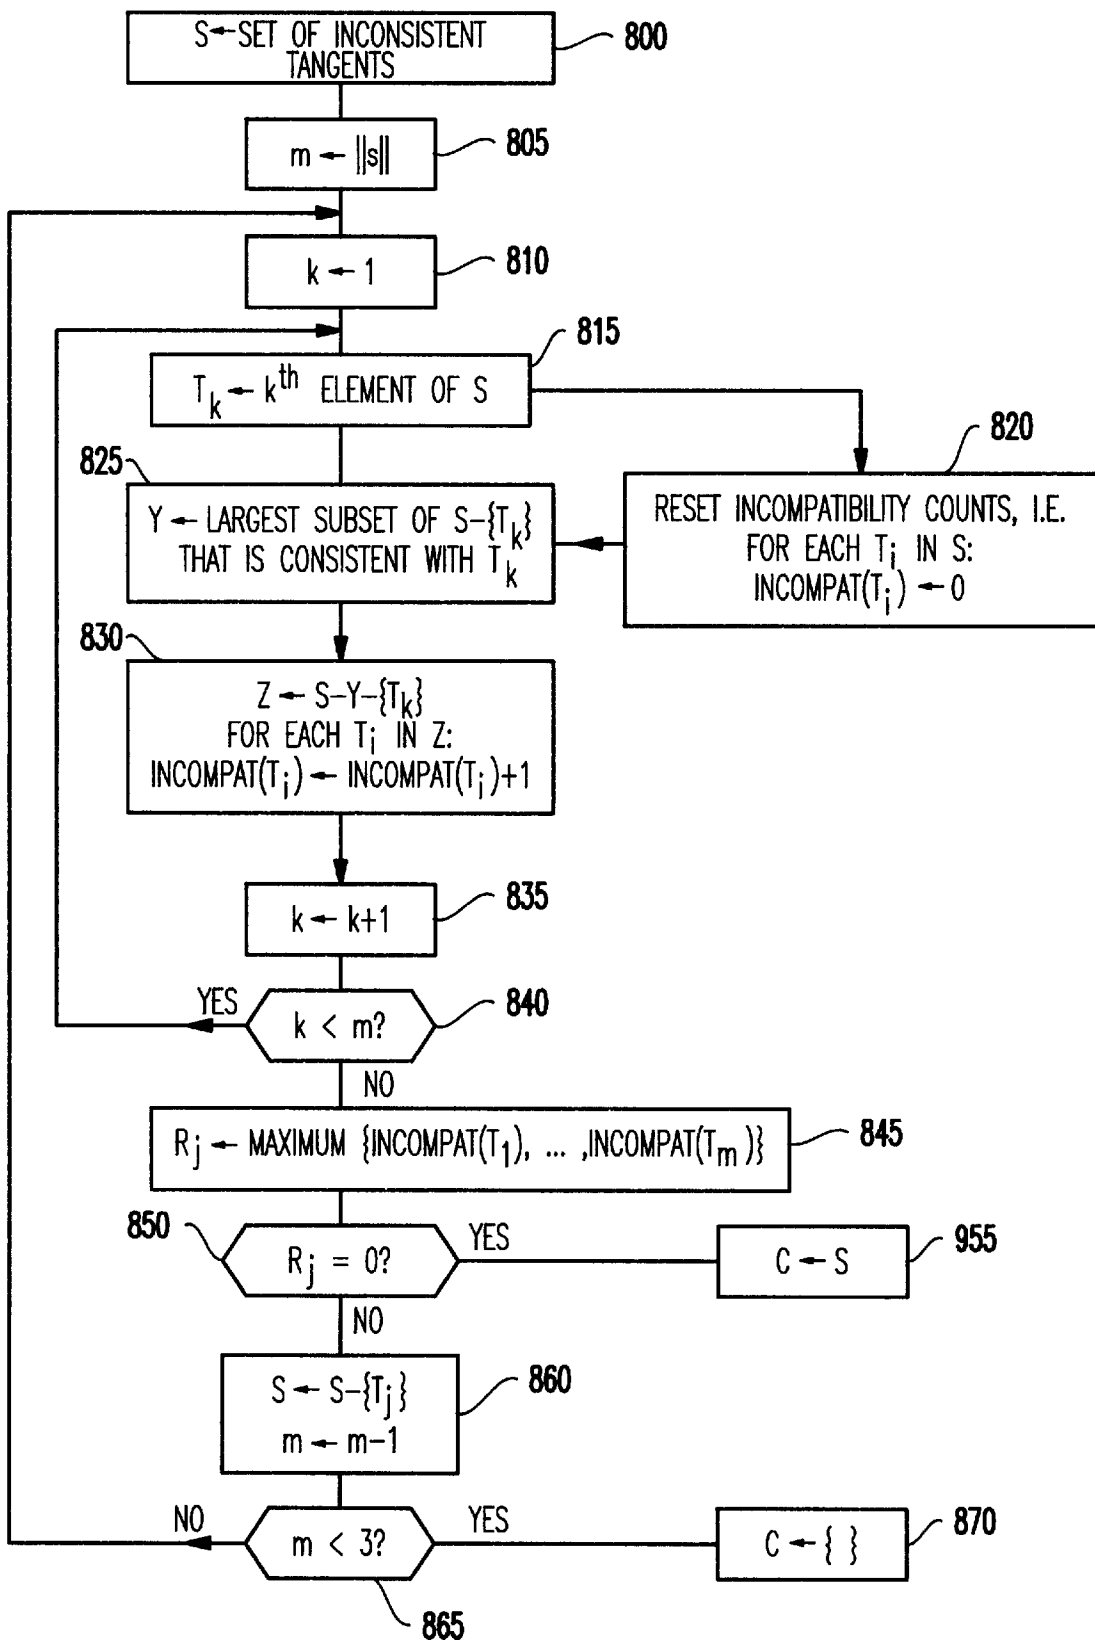 S←SET OF INCONSISTENT
TANGENTS
800
m ← ||s||
805
k ← 1
810
815
T_k ← k^th ELEMENT OF S
820
825
Y ← LARGEST SUBSET OF S-{T_k}
THAT IS CONSISTENT WITH T_k
RESET INCOMPATIBILITY COUNTS, I.E.
FOR EACH T_i IN S:
INCOMPAT(T_i) ← 0
830
Z ← S-Y-{T_k}
FOR EACH T_i IN Z:
INCOMPAT(T_i) ← INCOMPAT(T_i)+1
835
k ← k+1
YES
840
k < m?
NO
845
R_j ← MAXIMUM {INCOMPAT(T_1), ... ,INCOMPAT(T_m)}
850
R_j = 0?
YES
955
C ← S
NO
860
S ← S-{T_j}
m ← m-1
NO
m < 3?
YES
870
C ← { }
865